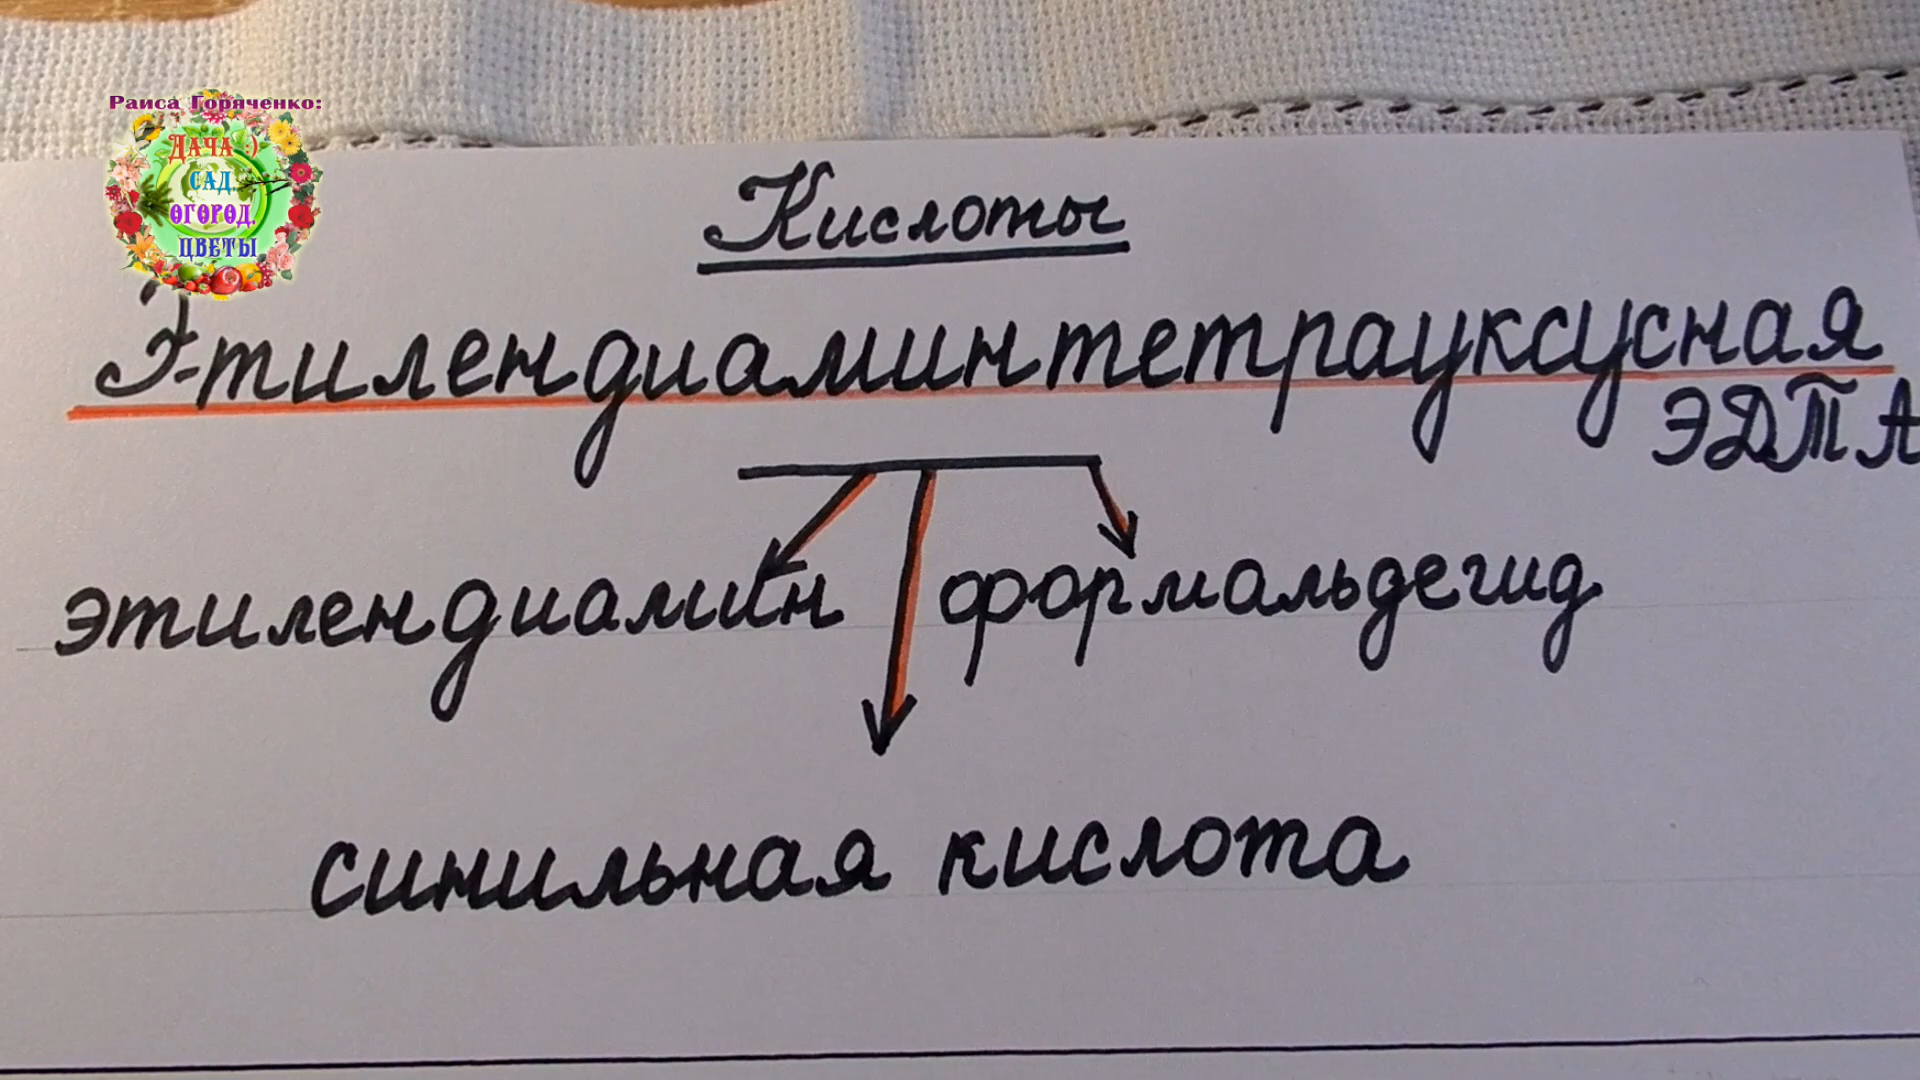 Раиса Горяченко:
Дача :)
сад,
огород,
цветы
Кислоты
Этилендиаминтетрауксусная
ЭДТА
этилендиамин формальдегид
синильная кислота